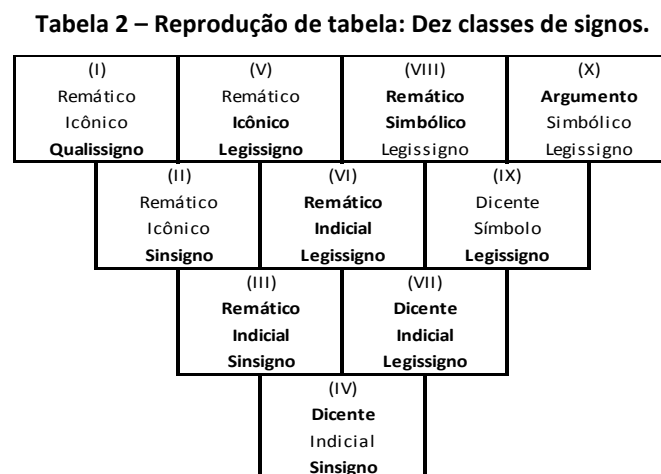 Tabela 2 – Reprodução de tabela: Dez classes de signos.
(I) (V) (VIII) (X)
Remático Remático Remático Argumento
Icônico Icônico Simbólico Simbólico
Qualissigno Legissigno Legissigno Legissigno
(II) (VI) (IX)
Remático Remático Dicente
Icônico Indicial Símbolo
Sinsigno Legissigno Legissigno
(III) (VII)
Remático Dicente
Indicial Indicial
Sinsigno Legissigno
(IV)
Dicente
Indicial
Sinsigno